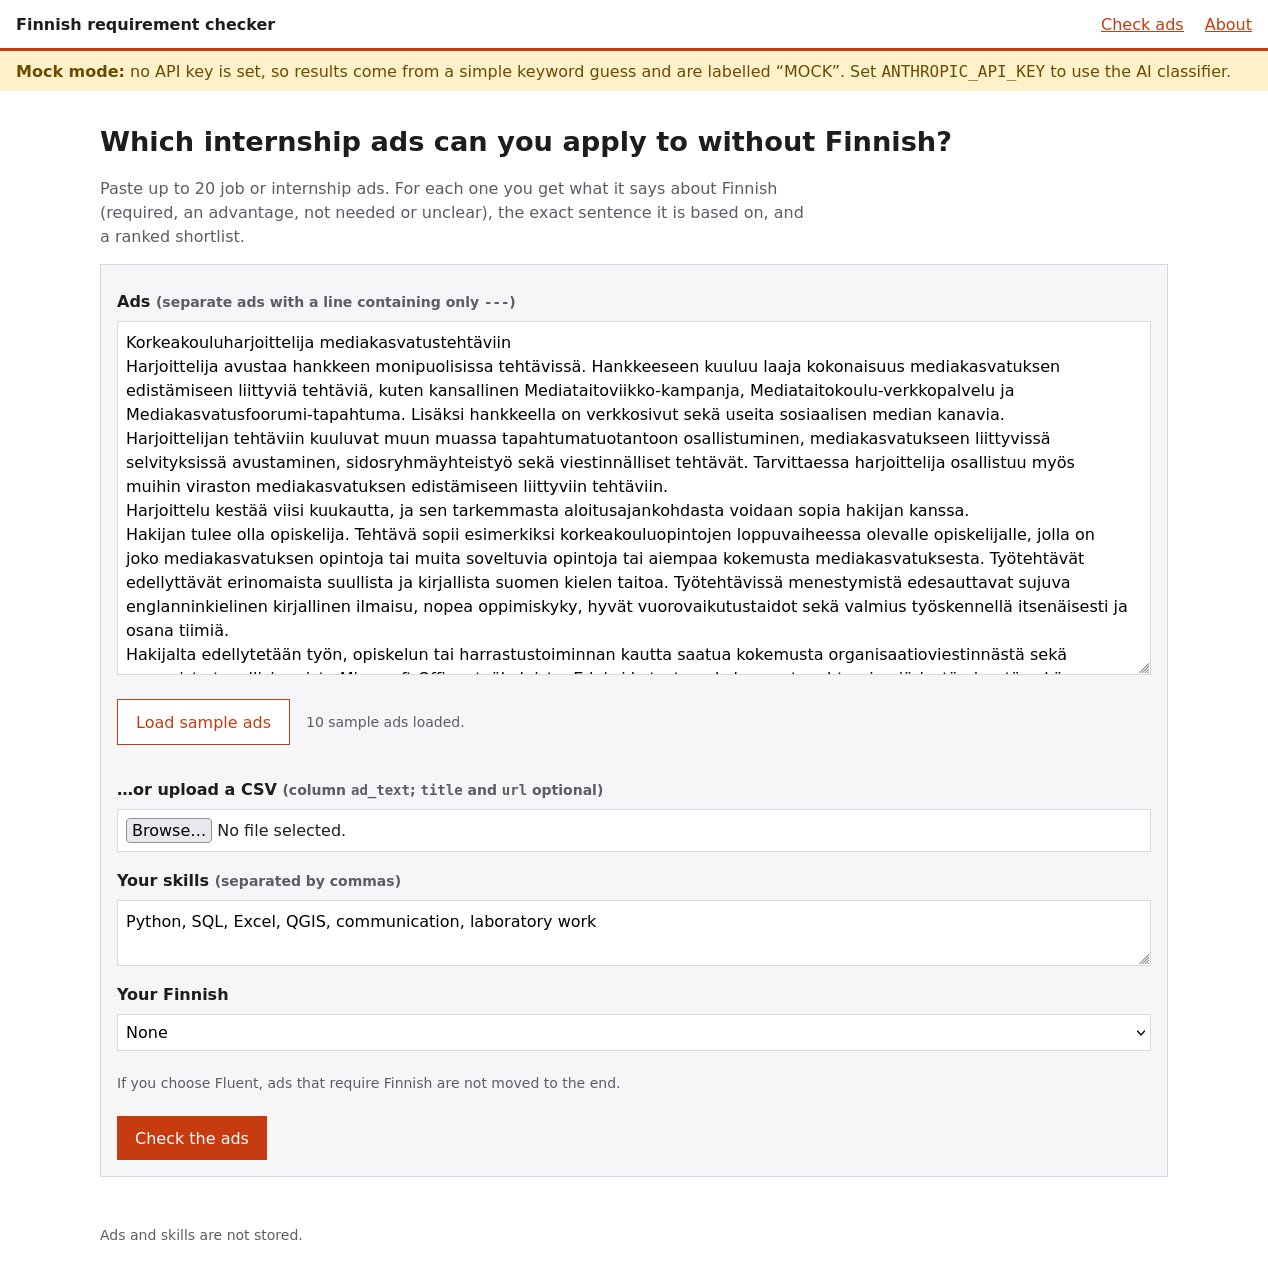 Finnish requirement checker
Check ads About
Mock mode: no API key is set, so results come from a simple keyword guess and are labelled “MOCK”. Set ANTHROPIC_API_KEY to use the AI classifier.
Which internship ads can you apply to without Finnish?
Paste up to 20 job or internship ads. For each one you get what it says about Finnish
(required, an advantage, not needed or unclear), the exact sentence it is based on, and
a ranked shortlist.
Ads (separate ads with a line containing only ---)
Korkeakouluharjoittelija mediakasvatustehtäviin
Harjoittelija avustaa hankkeen monipuolisissa tehtävissä. Hankkeeseen kuuluu laaja kokonaisuus mediakasvatuksen
edistämiseen liittyviä tehtäviä, kuten kansallinen Mediataitoviikko-kampanja, Mediataitokoulu-verkkopalvelu ja
Mediakasvatusfoorumi-tapahtuma. Lisäksi hankkeella on verkkosivut sekä useita sosiaalisen median kanavia.
Harjoittelijan tehtäviin kuuluvat muun muassa tapahtumatuotantoon osallistuminen, mediakasvatukseen liittyvissä
selvityksissä avustaminen, sidosryhmäyhteistyö sekä viestinnälliset tehtävät. Tarvittaessa harjoittelija osallistuu myös
muihin viraston mediakasvatuksen edistämiseen liittyviin tehtäviin.
Harjoittelu kestää viisi kuukautta, ja sen tarkemmasta aloitusajankohdasta voidaan sopia hakijan kanssa.
Hakijan tulee olla opiskelija. Tehtävä sopii esimerkiksi korkeakouluopintojen loppuvaiheessa olevalle opiskelijalle, jolla on
joko mediakasvatuksen opintoja tai muita soveltuvia opintoja tai aiempaa kokemusta mediakasvatuksesta. Työtehtävät
edellyttävät erinomaista suullista ja kirjallista suomen kielen taitoa. Työtehtävissä menestymistä edesauttavat sujuva
englanninkielinen kirjallinen ilmaisu, nopea oppimiskyky, hyvät vuorovaikutustaidot sekä valmius työskennellä itsenäisesti ja
osana tiimiä.
Hakijalta edellytetään työn, opiskelun tai harrastustoiminnan kautta saatua kokemusta organisaatioviestinnästä sekä
Load sample ads 10 sample ads loaded.
…or upload a CSV (column ad_text; title and url optional)
Browse… No file selected.
Your skills (separated by commas)
Python, SQL, Excel, QGIS, communication, laboratory work
Your Finnish
None
If you choose Fluent, ads that require Finnish are not moved to the end.
Check the ads
Ads and skills are not stored.